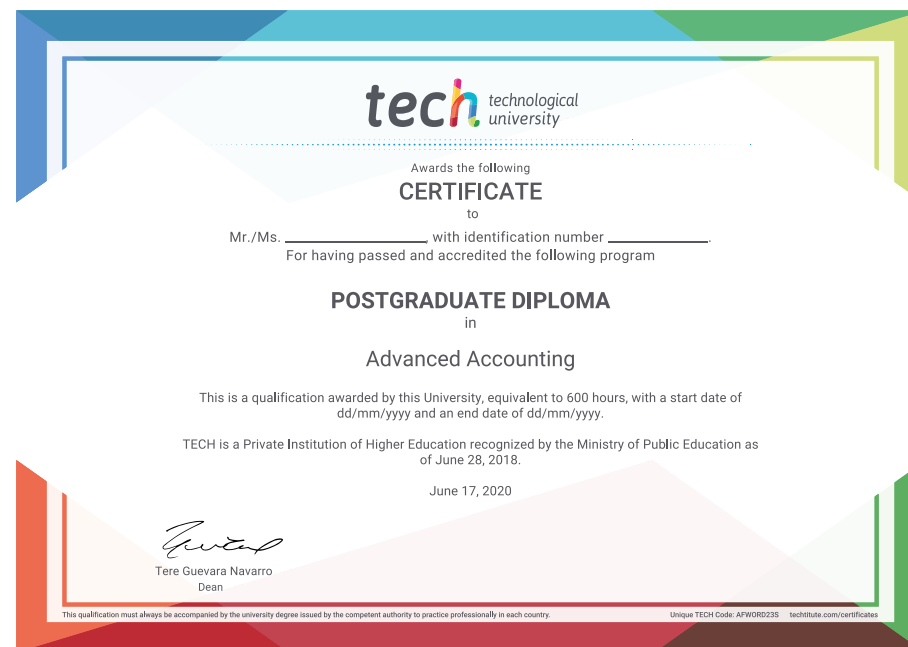 tech technological
university
Awards the following
CERTIFICATE
to
Mr./Ms. ____________________, with identification number ______________.
For having passed and accredited the following program
POSTGRADUATE DIPLOMA
in
Advanced Accounting
This is a qualification awarded by this University, equivalent to 600 hours, with a start date of
dd/mm/yyyy and an end date of dd/mm/yyyy.
TECH is a Private Institution of Higher Education recognized by the Ministry of Public Education as
of June 28, 2018.
June 17, 2020
Tere Guevara Navarro
Dean
This qualification must always be accompanied by the university degree issued by the competent authority to practice professionally in each country.
Unique TECH Code: AFWORD23S techtitute.com/certificates